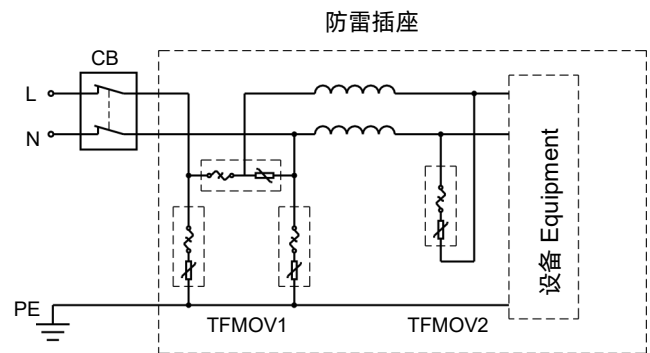 防雷插座
CB
L
N
设备 Equipment
PE
TFMOV1
TFMOV2